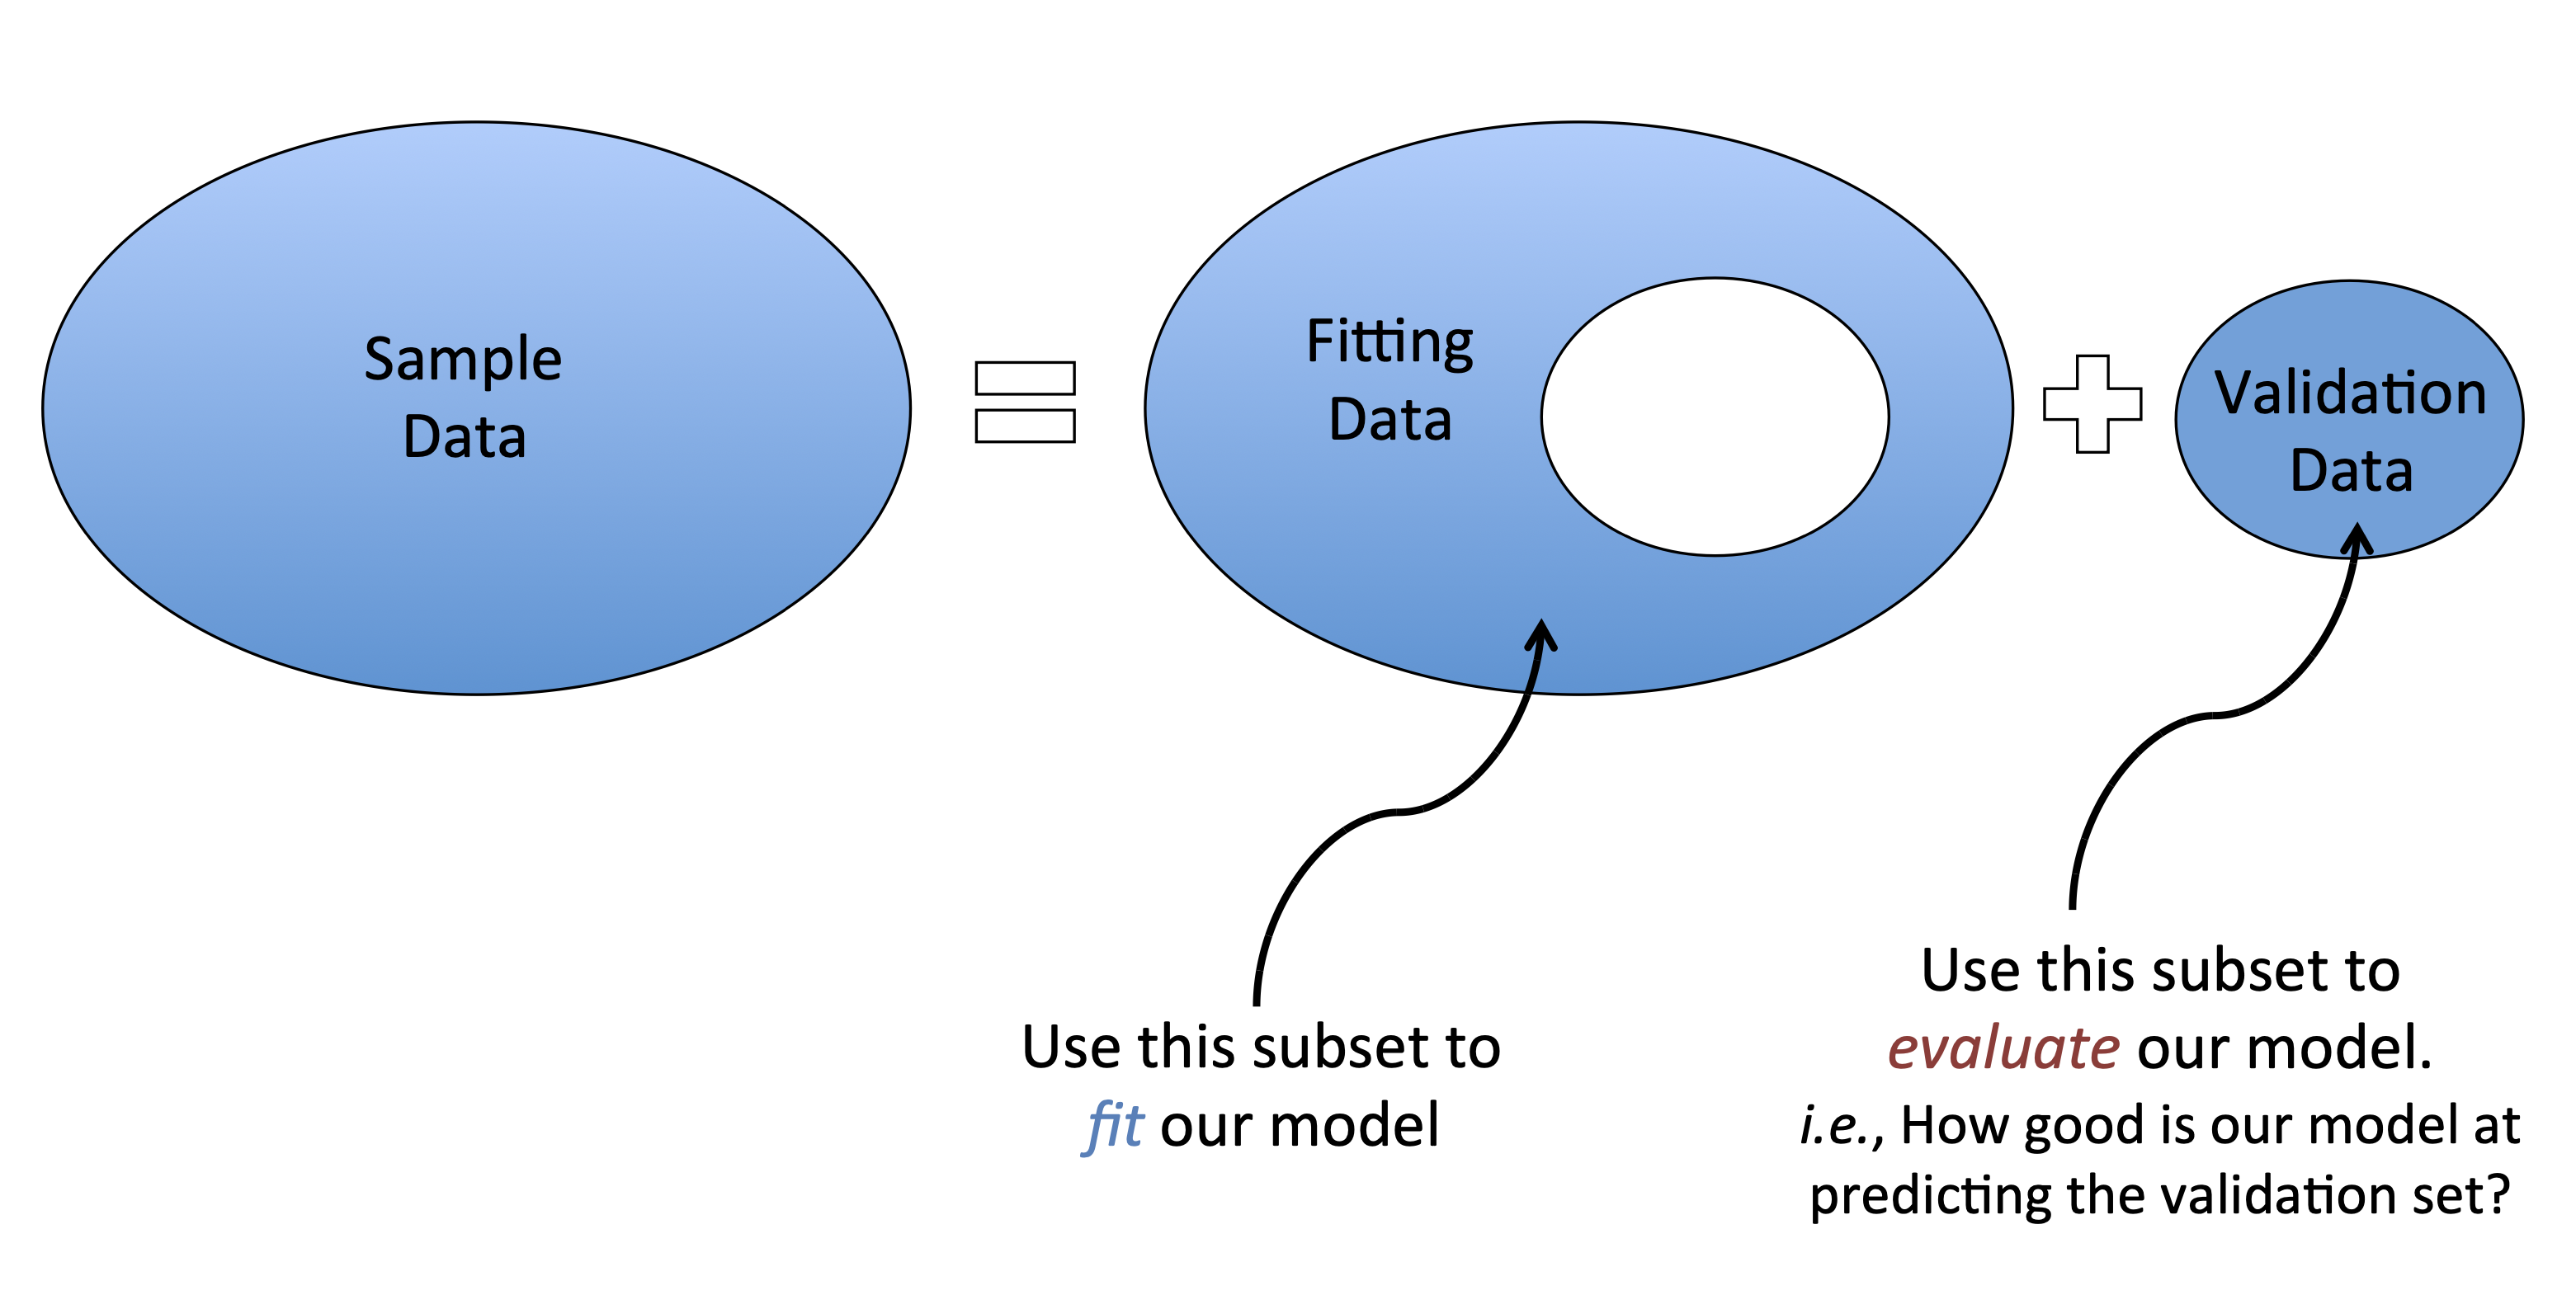 Sample
Data
Fitting
Data
Validation
Data
Use this subset to
fit our model
Use this subset to
evaluate our model.
i.e., How good is our model at
predicting the validation set?